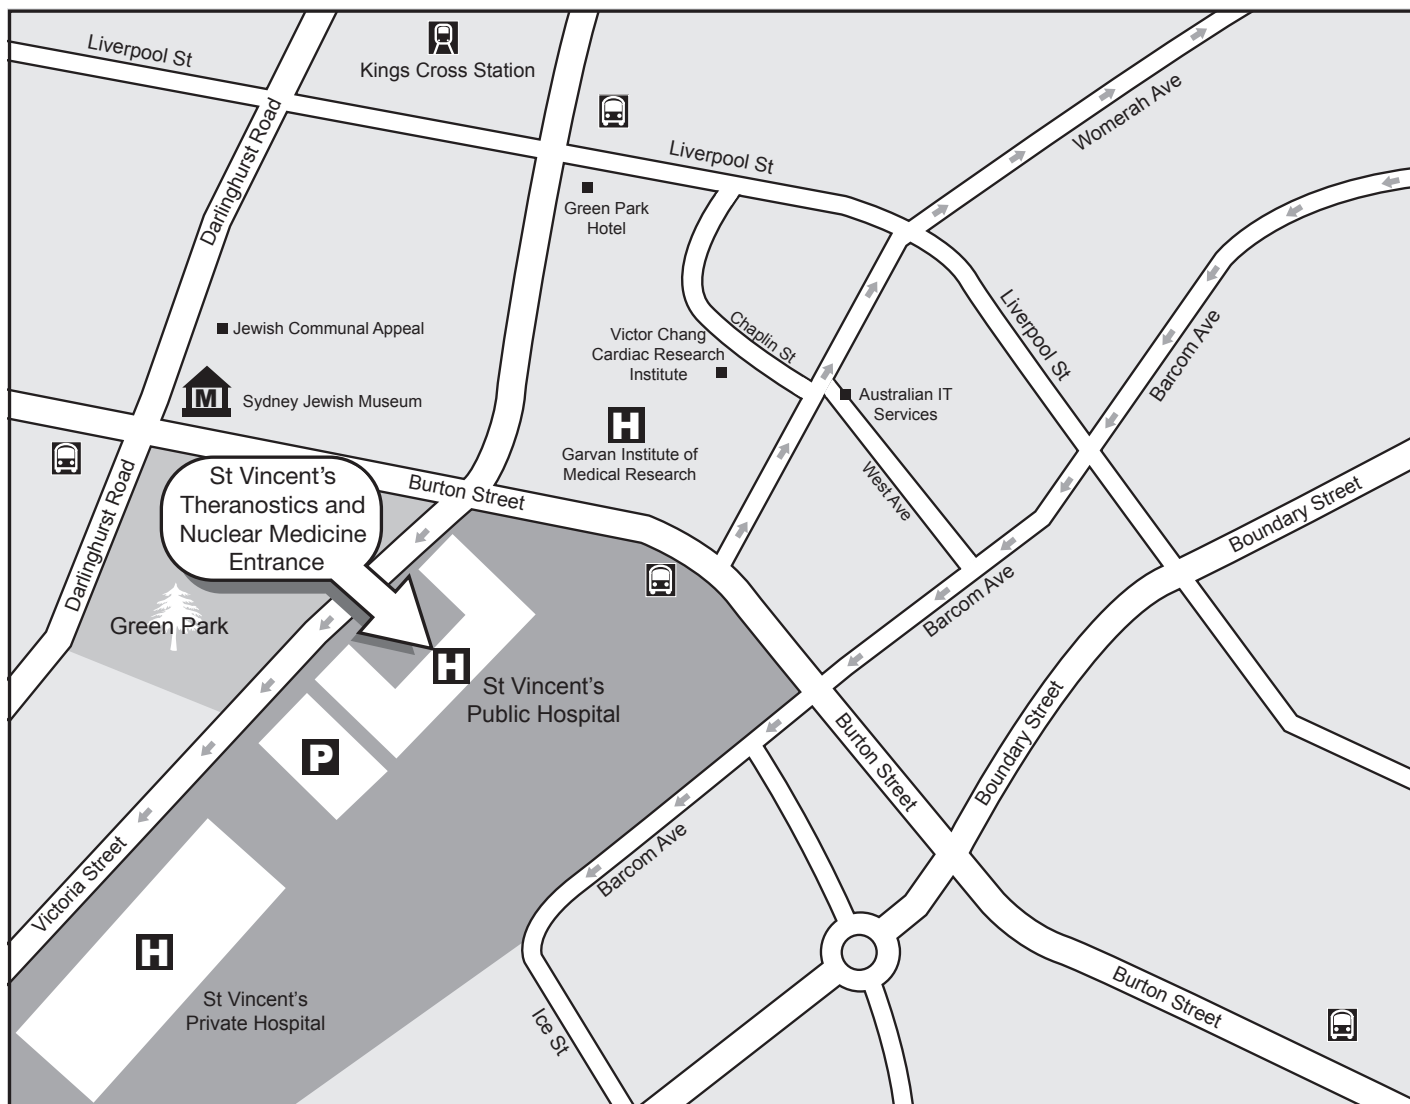 Liverpool St
Kings Cross Station
Darlinghurst Road
Liverpool St
Womerah Ave
Green Park
Hotel
Jewish Communal Appeal
Victor Chang
Cardiac Research
Institute
Chaplin St
Liverpool St
Barcom Ave
M
Sydney Jewish Museum
Australian IT
Services
H
Garvan Institute of
Medical Research
St Vincent's
Theranostics and
Nuclear Medicine
Entrance
Burton Street
West Ave
Boundary Street
Darlinghurst Road
Green Park
Barcom Ave
H
St Vincent's
Public Hospital
P
Burton Street
Boundary Street
Victoria Street
Barcom Ave
H
St Vincent's
Private Hospital
Ice St
Burton Street